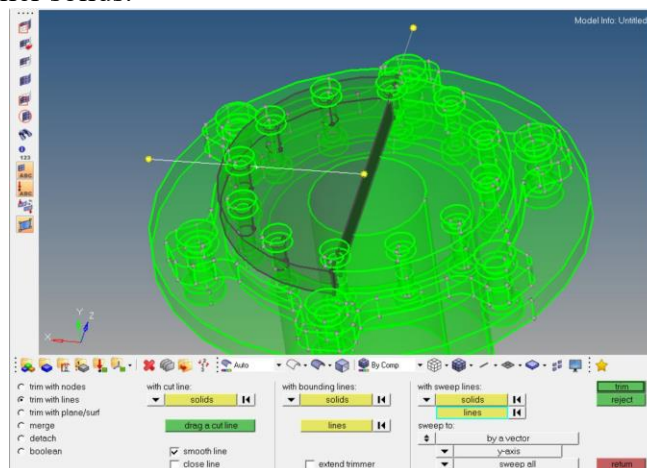 Model Info: Untitled
123
ABC
ABC
Y
Z
X
Auto
By Comp
trim with nodes
trim with lines
trim with plane/surf
merge
detach
boolean
with cut line:
solids
drag a cut line
smooth line
close line
with bounding lines:
solids
lines
extend trimmer
with sweep lines:
solids
lines
sweep to:
by a vector
y-axis
sweep all
trim
reject
return